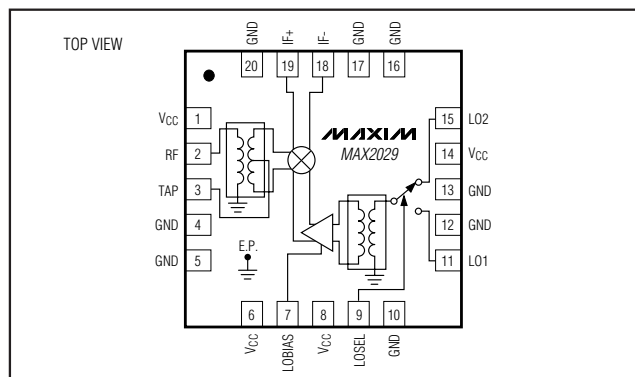 TOP VIEW
GND
IF+
IF-
GND
GND
20
19
18
17
16
VCC
1
RF
2
TAP
3
GND
4
GND
5
MAXIM
MAX2029
15
LO2
14
VCC
13
GND
12
GND
11
LO1
E.P.
6
7
8
9
10
VCC
LOBIAS
VCC
LOSEL
GND